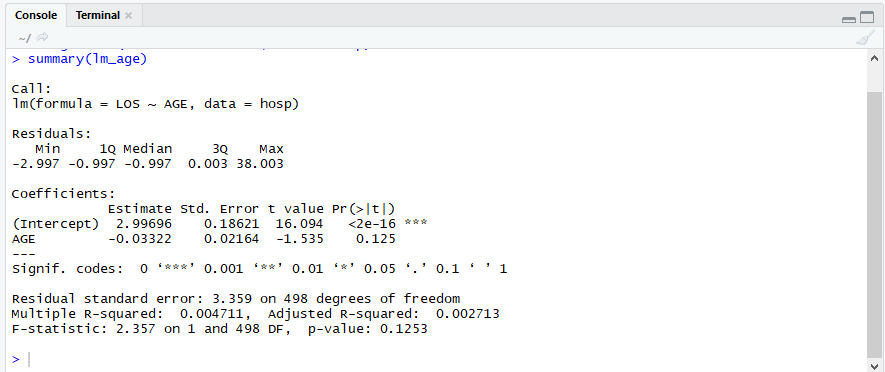 Console Terminal ×
~/
> summary(lm_age)
Call:
lm(formula = LOS ~ AGE, data = hosp)
Residuals:
Min 1Q Median 3Q Max
-2.997 -0.997 -0.997 0.003 38.003
Coefficients:
Estimate Std. Error t value Pr(>|t|)
(Intercept) 2.99696 0.18621 16.094 <2e-16 ***
AGE -0.03322 0.02164 -1.535 0.125
---
Signif. codes: 0 ‘***’ 0.001 ‘**’ 0.01 ‘*’ 0.05 ‘.’ 0.1 ‘ ’ 1
Residual standard error: 3.359 on 498 degrees of freedom
Multiple R-squared: 0.004711, Adjusted R-squared: 0.002713
F-statistic: 2.357 on 1 and 498 DF, p-value: 0.1253
>